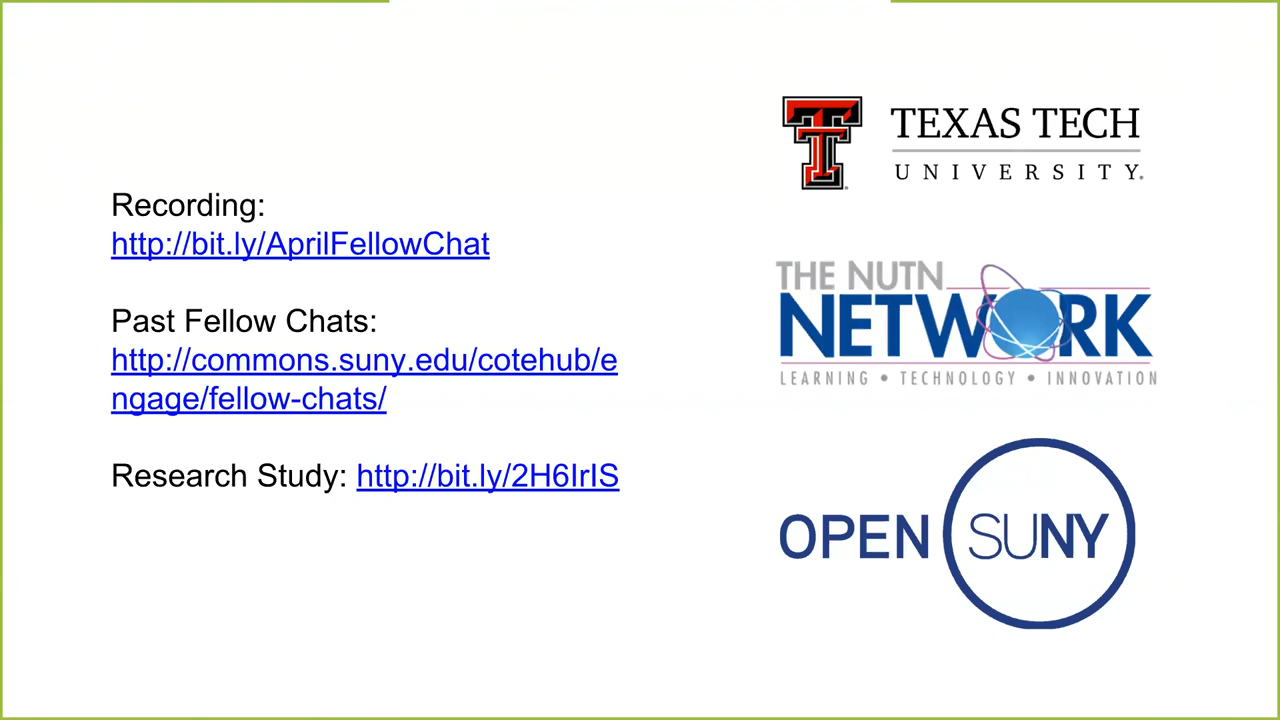 Recording:
http://bit.ly/AprilFellowChat
Past Fellow Chats:
http://commons.suny.edu/cotehub/e
ngage/fellow-chats/
Research Study: http://bit.ly/2H6IrIS
TEXAS TECH
UNIVERSITY.
THE NUTN
NETWORK
LEARNING • TECHNOLOGY • INNOVATION
OPEN SUNY